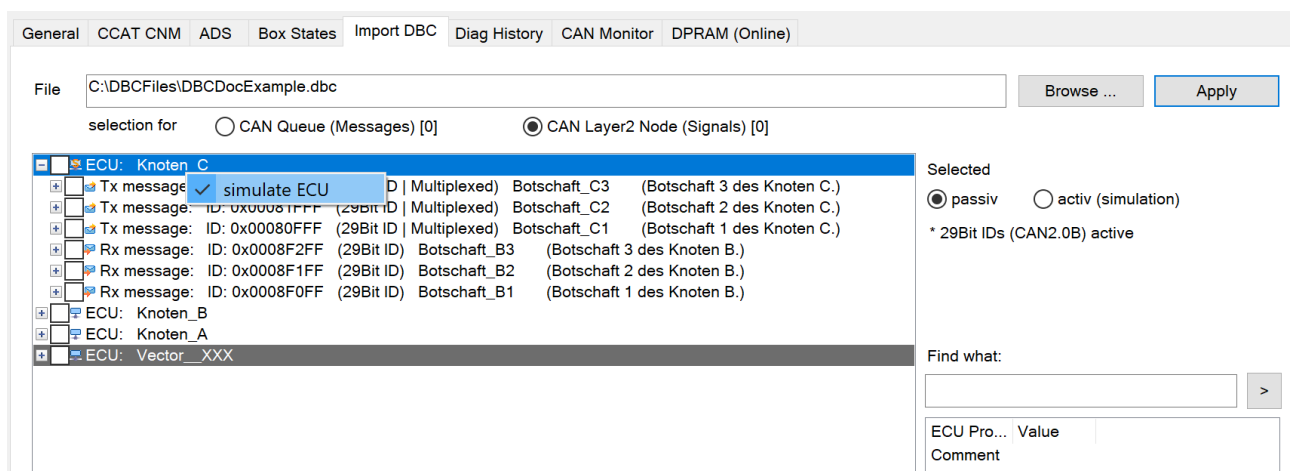 General CCAT CNM ADS Box States Import DBC Diag History CAN Monitor DPRAM (Online)
File C:\DBCFiles\DBCDocExample.dbc Browse ... Apply
selection for CAN Queue (Messages) [0] CAN Layer2 Node (Signals) [0]
ECU: Knoten_C
Tx message D | Multiplexed) Botschaft_C3 (Botschaft 3 des Knoten C.)
simulate ECU
Tx message: ID: 0x00081FFF (29Bit ID | Multiplexed) Botschaft_C2 (Botschaft 2 des Knoten C.)
Tx message: ID: 0x00080FFF (29Bit ID | Multiplexed) Botschaft_C1 (Botschaft 1 des Knoten C.)
Rx message: ID: 0x0008F2FF (29Bit ID) Botschaft_B3 (Botschaft 3 des Knoten B.)
Rx message: ID: 0x0008F1FF (29Bit ID) Botschaft_B2 (Botschaft 2 des Knoten B.)
Rx message: ID: 0x0008F0FF (29Bit ID) Botschaft_B1 (Botschaft 1 des Knoten B.)
ECU: Knoten_B
ECU: Knoten_A
ECU: Vector__XXX
Selected
passiv activ (simulation)
* 29Bit IDs (CAN2.0B) active
Find what:
>
ECU Pro... Value
Comment